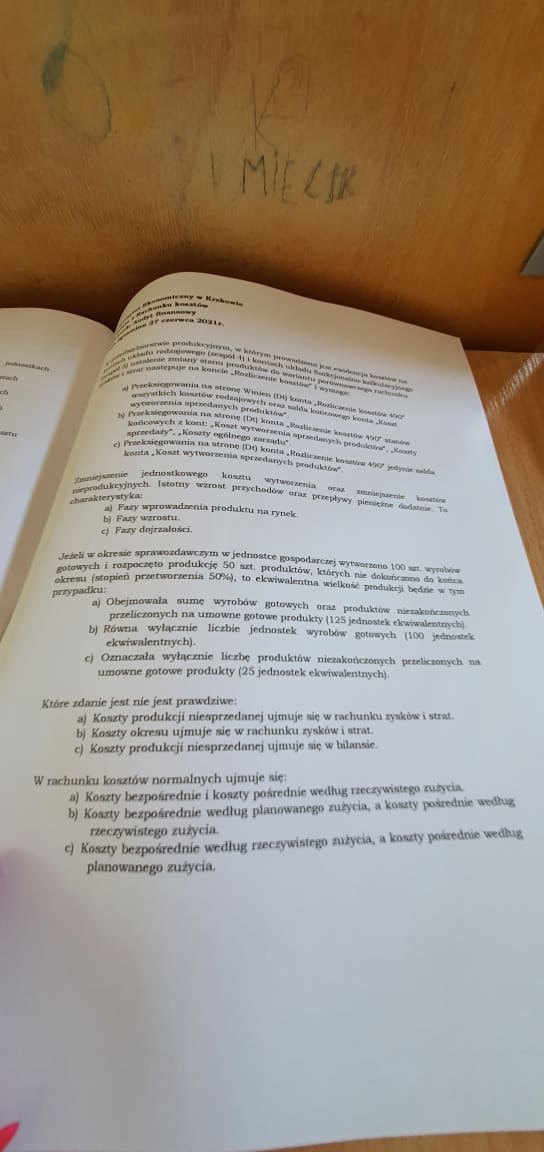 K
V MIECIR
jednostkach
Ekonomiczny w Krakowie
Rachunku kosztów
Audyt finansowy
27 czerwca 2021r.
przedsiębiorstwie produkcyjnym, w którym prowadzona jest ewidencja kosztów na
kontach układu rodzajowego (zespół 4) i kontach układu funkcjonalno-kalkulacyjnego
5) ustalenie zmiany stanu produktów do wariantu porównawczego rachunku
i strat następuje na koncie „Rozliczenie kosztów" i wymaga:
a) Przeksięgowania na stronę Winien (Dt) konta „Rozliczenie kosztów 490"
wszystkich kosztów rodzajowych oraz salda końcowego konta „Koszt
wytworzenia sprzedanych produktów".
b) Przeksięgowania na stronę (Dt) konta „Rozliczenie kosztów 490" stanów
końcowych z kont: „Koszt wytworzenia sprzedanych produktów", „Koszty
sprzedaży", „Koszty ogólnego zarządu".
c) Przeksięgowania na stronę (Dt) konta „Rozliczenie kosztów 490" jedynie salda
konta „Koszt wytworzenia sprzedanych produktów".
Zmniejszenie jednostkowego kosztu wytworzenia oraz zmniejszenie kosztów
nieprodukcyjnych. Istotny wzrost przychodów oraz przepływy pieniężne dodatnie. To
charakterystyka:
a) Fazy wprowadzenia produktu na rynek.
b) Fazy wzrostu.
c) Fazy dojrzałości.
Jeżeli w okresie sprawozdawczym w jednostce gospodarczej wytworzono 100 szt. wyrobów
gotowych i rozpoczęto produkcję 50 szt. produktów, których nie dokończono do końca
okresu (stopień przetworzenia 50%), to ekwiwalentna wielkość produkcji będzie w tym
przypadku:
a) Obejmowała sumę wyrobów gotowych oraz produktów niezakończonych
przeliczonych na umowne gotowe produkty (125 jednostek ekwiwalentnych).
b) Równa wyłącznie liczbie jednostek wyrobów gotowych (100 jednostek
ekwiwalentnych).
c) Oznaczała wyłącznie liczbę produktów niezakończonych przeliczonych na
umowne gotowe produkty (25 jednostek ekwiwalentnych).
Które zdanie jest nie jest prawdziwe:
a) Koszty produkcji niesprzedanej ujmuje się w rachunku zysków i strat.
b) Koszty okresu ujmuje się w rachunku zysków i strat.
c) Koszty produkcji niesprzedanej ujmuje się w bilansie.
W rachunku kosztów normalnych ujmuje się:
a) Koszty bezpośrednie i koszty pośrednie według rzeczywistego zużycia.
b) Koszty bezpośrednie według planowanego zużycia, a koszty pośrednie według
rzeczywistego zużycia.
c) Koszty bezpośrednie według rzeczywistego zużycia, a koszty pośrednie według
planowanego zużycia.